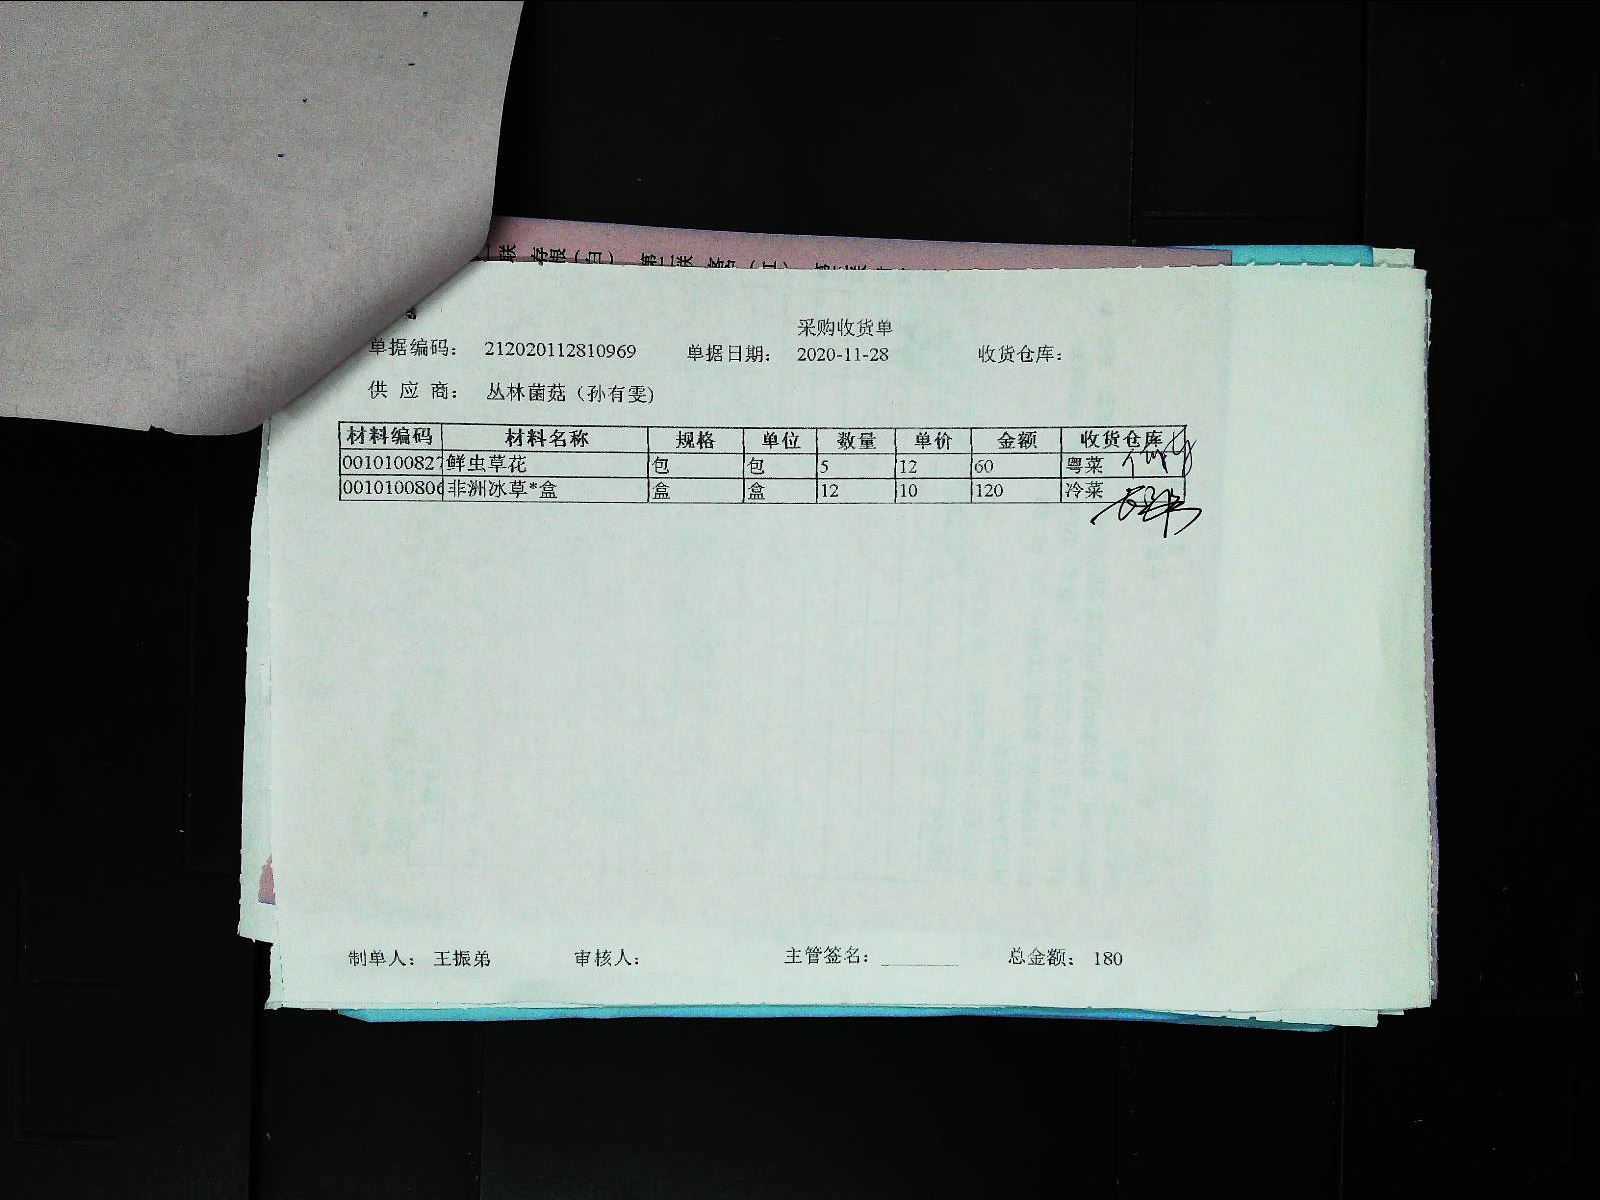 采购收货单
单据编码： 212020112810969 单据日期： 2020-11-28 收货仓库：
供 应 商： 丛林菌菇（孙有雯）
材料编码 材料名称 规格 单位 数量 单价 金额 收货仓库
0010100827 鲜虫草花 包 包 5 12 60 粤菜
0010100806 非洲冰草*盒 盒 盒 12 10 120 冷菜
制单人： 王振弟 审核人： 主管签名： 总金额： 180